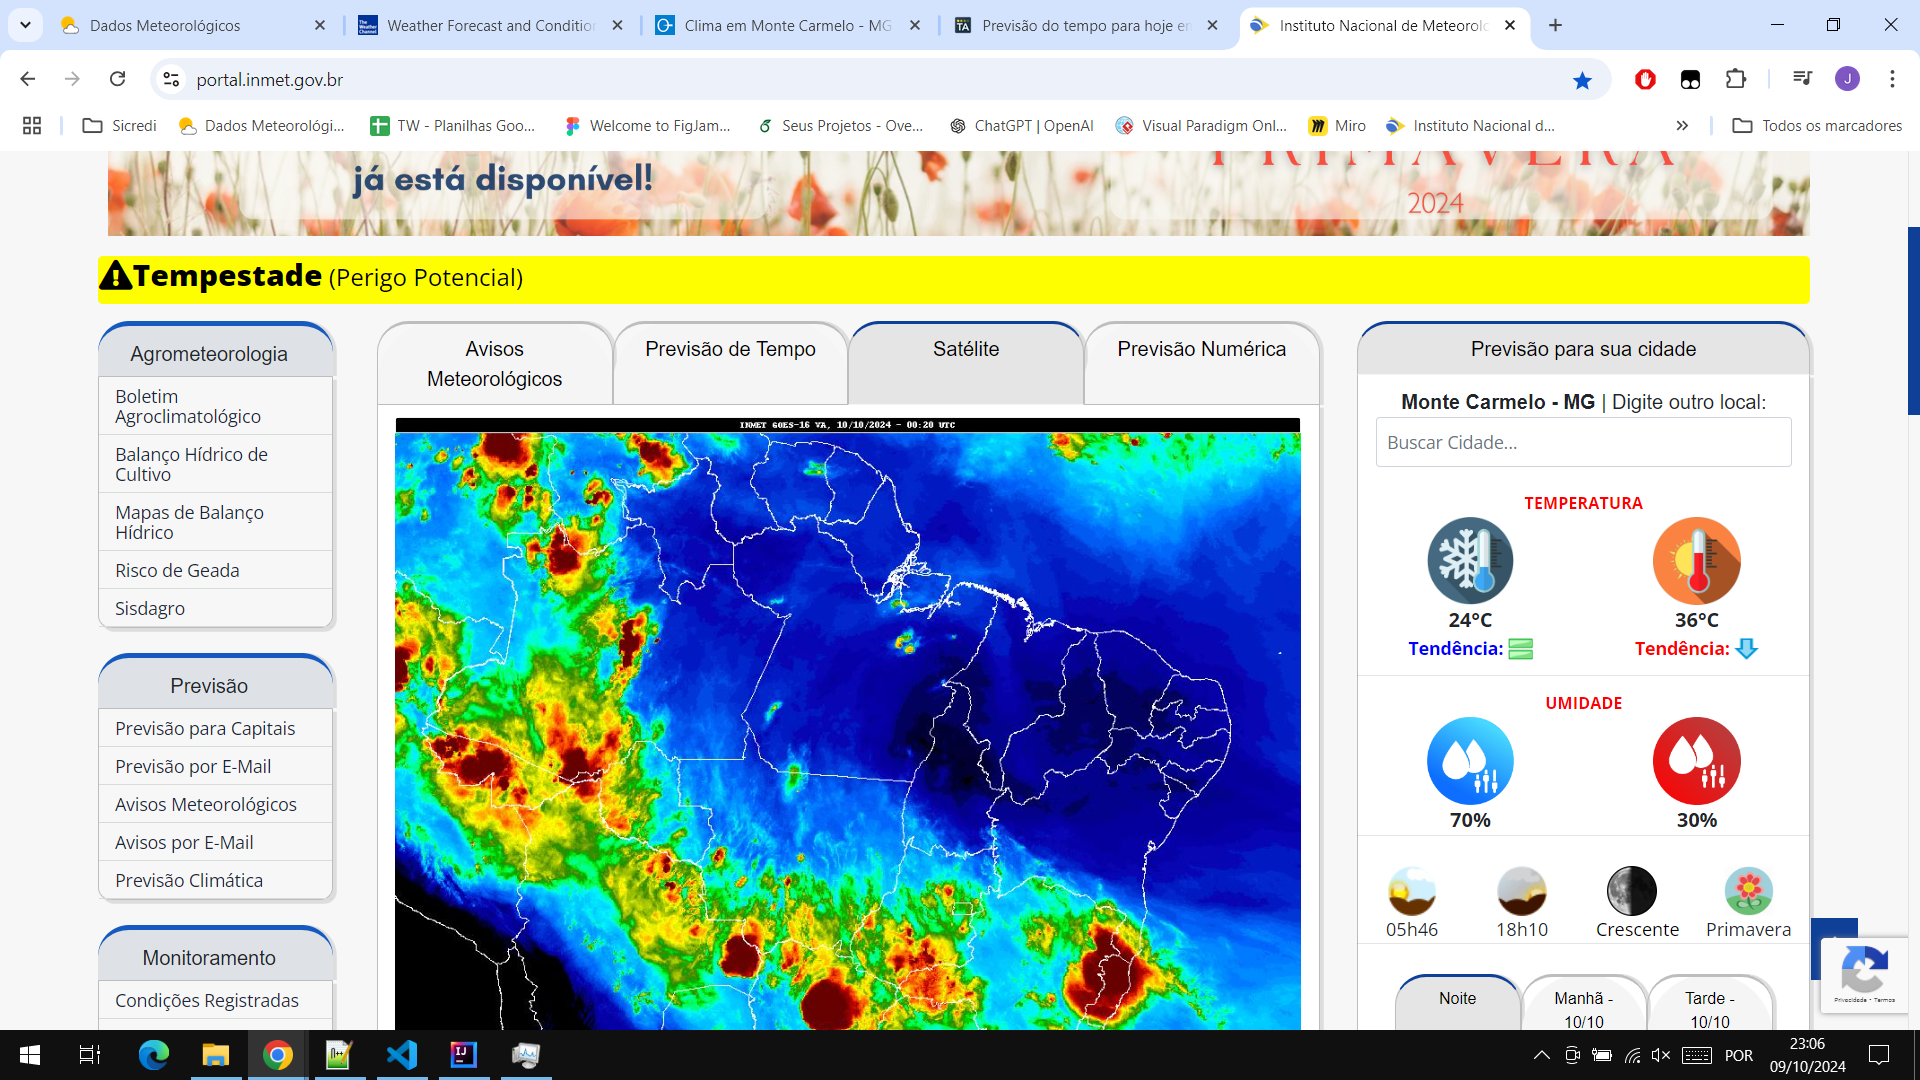 Dados Meteorológicos
Weather Forecast and Condition
Clima em Monte Carmelo - MG
Previsão do tempo para hoje em
Instituto Nacional de Meteorolo
portal.inmet.gov.br
J
Sicredi
Dados Meteorológi...
TW - Planilhas Goo...
Welcome to FigJam...
Seus Projetos - Ove...
ChatGPT | OpenAI
Visual Paradigm Onl...
Miro
Instituto Nacional d...
Todos os marcadores
já está disponível!
PRIMAVERA
2024
Tempestade (Perigo Potencial)
Agrometeorologia
Boletim
Agroclimatológico
Balanço Hídrico de
Cultivo
Mapas de Balanço
Hídrico
Risco de Geada
Sisdagro
Previsão
Previsão para Capitais
Previsão por E-Mail
Avisos Meteorológicos
Avisos por E-Mail
Previsão Climática
Monitoramento
Condições Registradas
Avisos
Meteorológicos
Previsão de Tempo
Satélite
Previsão Numérica
INMET GOES-16 VA, 10/10/2024 - 00:20 UTC
Previsão para sua cidade
Monte Carmelo - MG | Digite outro local:
Buscar Cidade...
TEMPERATURA
24°C
36°C
Tendência:
Tendência:
UMIDADE
70%
30%
05h46
18h10
Crescente
Primavera
Noite
Manhã -
10/10
Tarde -
10/10
Privacidade - Termos
POR
23:06
09/10/2024